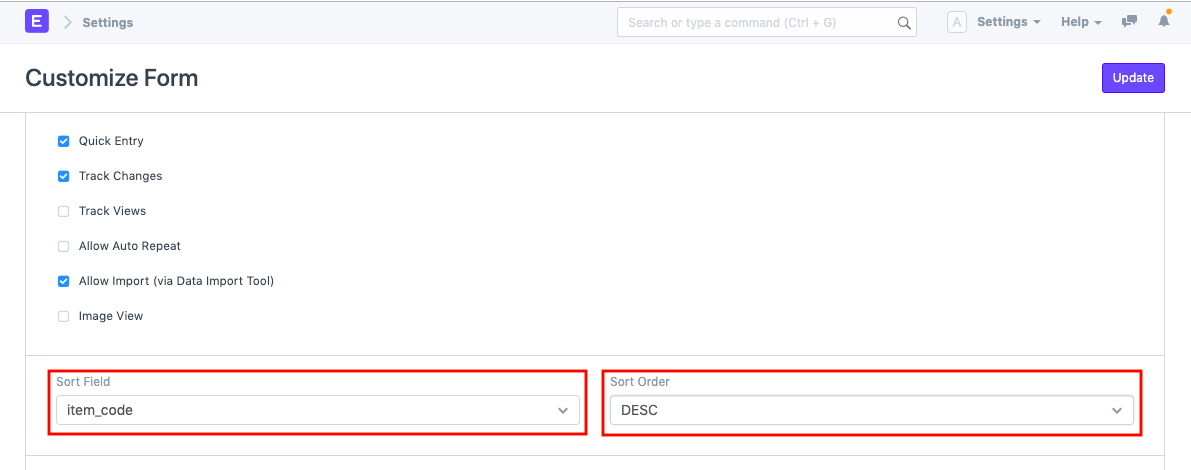 E Settings Search or type a command (Ctrl + G) A Settings Help
Customize Form Update
Quick Entry
Track Changes
Track Views
Allow Auto Repeat
Allow Import (via Data Import Tool)
Image View
Sort Field Sort Order
item_code DESC